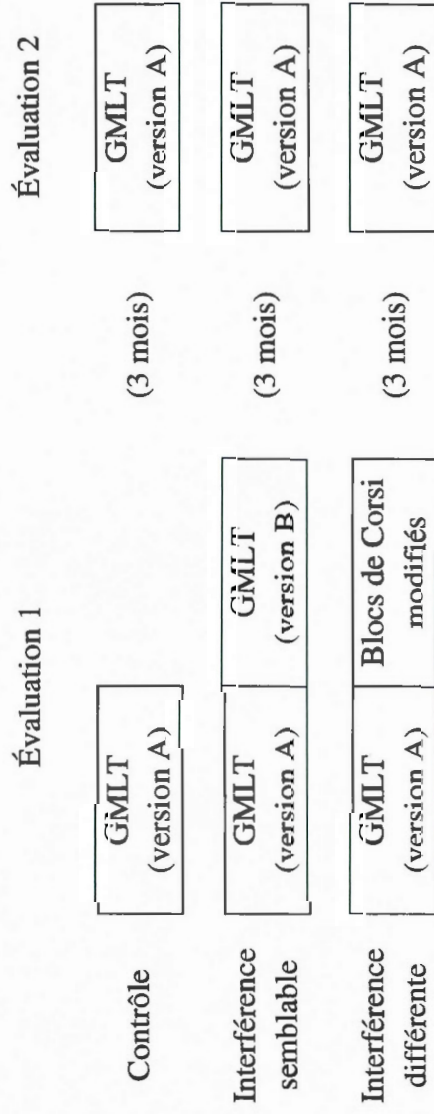 Évaluation 1
Évaluation 2
Contrôle
GMLT
(version A)
(3 mois)
GMLT
(version A)
Interférence
semblable
GMLT
(version A)
GMLT
(version B)
(3 mois)
GMLT
(version A)
Interférence
différente
GMLT
(version A)
Blocs de Corsi
modifiés
(3 mois)
GMLT
(version A)